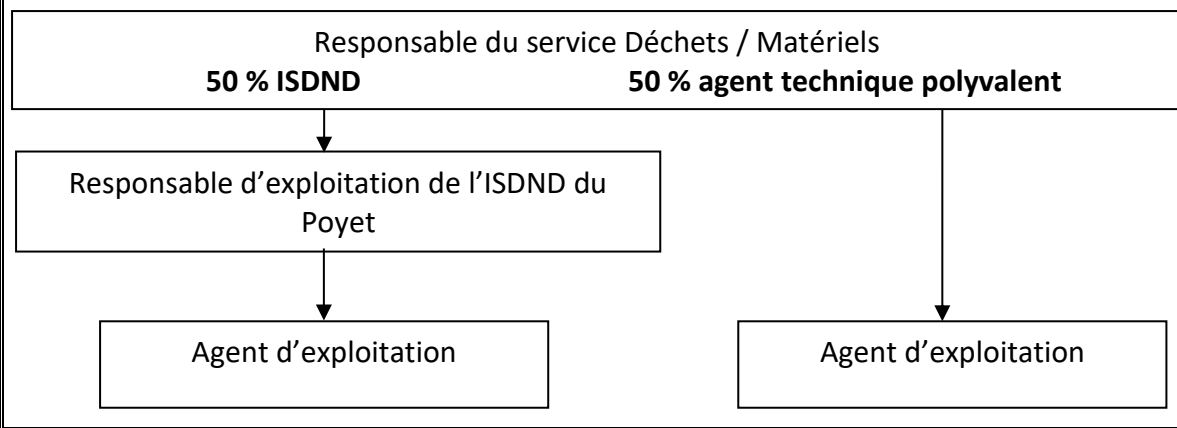 Responsable du service Déchets / Matériels
50 % ISDND 50 % agent technique polyvalent
Responsable d’exploitation de l’ISDND du
Poyet
Agent d’exploitation
Agent d’exploitation